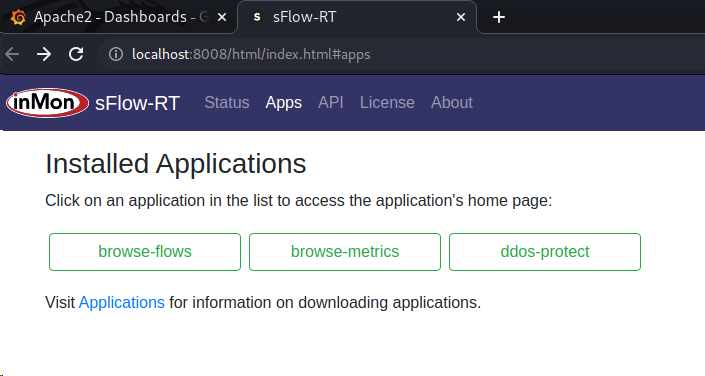 Apache2 - Dashboards - G
S sFlow-RT
localhost:8008/html/index.html#apps
inMon sFlow-RT Status Apps API License About
Installed Applications
Click on an application in the list to access the application's home page:
browse-flows browse-metrics ddos-protect
Visit Applications for information on downloading applications.